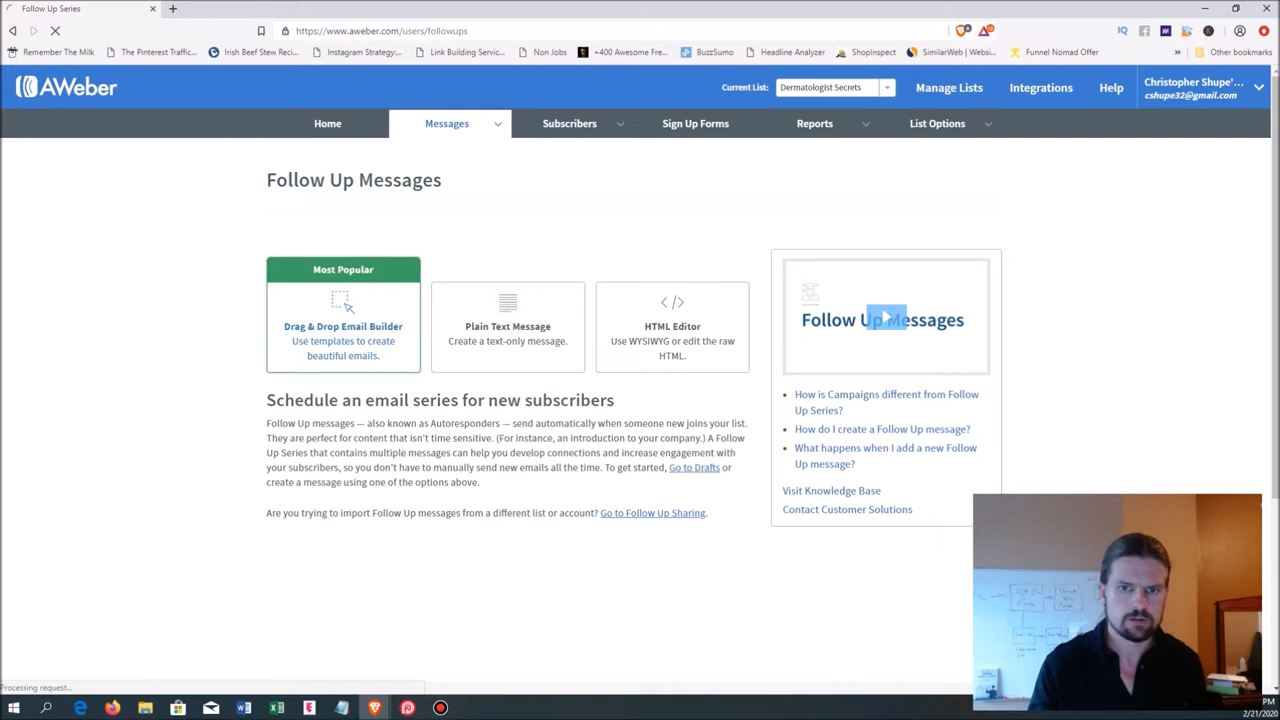 Follow Up Series
https://www.aweber.com/users/followups
Remember The Milk
The Pinterest Traffic...
Irish Beef Stew Reci...
Instagram Strategy:...
Link Building Servic...
Non Jobs
+400 Awesome Fre...
BuzzSumo
Headline Analyzer
ShopInspect
SimilarWeb | Websi...
Funnel Nomad Offer
Other bookmarks
AWeber
Current List:
Dermatologist Secrets
Manage Lists
Integrations
Help
Christopher Shupe'...
cshupe32@gmail.com
Home
Messages
Subscribers
Sign Up Forms
Reports
List Options
Follow Up Messages
Most Popular
Drag & Drop Email Builder
Use templates to create
beautiful emails.
Plain Text Message
Create a text-only message.
HTML Editor
Use WYSIWYG or edit the raw
HTML.
Follow Up Messages
Schedule an email series for new subscribers
Follow Up messages — also known as Autoresponders — send automatically when someone new joins your list.
They are perfect for content that isn't time sensitive. (For instance, an introduction to your company.) A Follow
Up Series that contains multiple messages can help you develop connections and increase engagement with
your subscribers, so you don't have to manually send new emails all the time. To get started, Go to Drafts or
create a message using one of the options above.
Are you trying to import Follow Up messages from a different list or account? Go to Follow Up Sharing.
How is Campaigns different from Follow
Up Series?
How do I create a Follow Up message?
What happens when I add a new Follow
Up message?
Visit Knowledge Base
Contact Customer Solutions
Processing request...
PM
2/21/2020